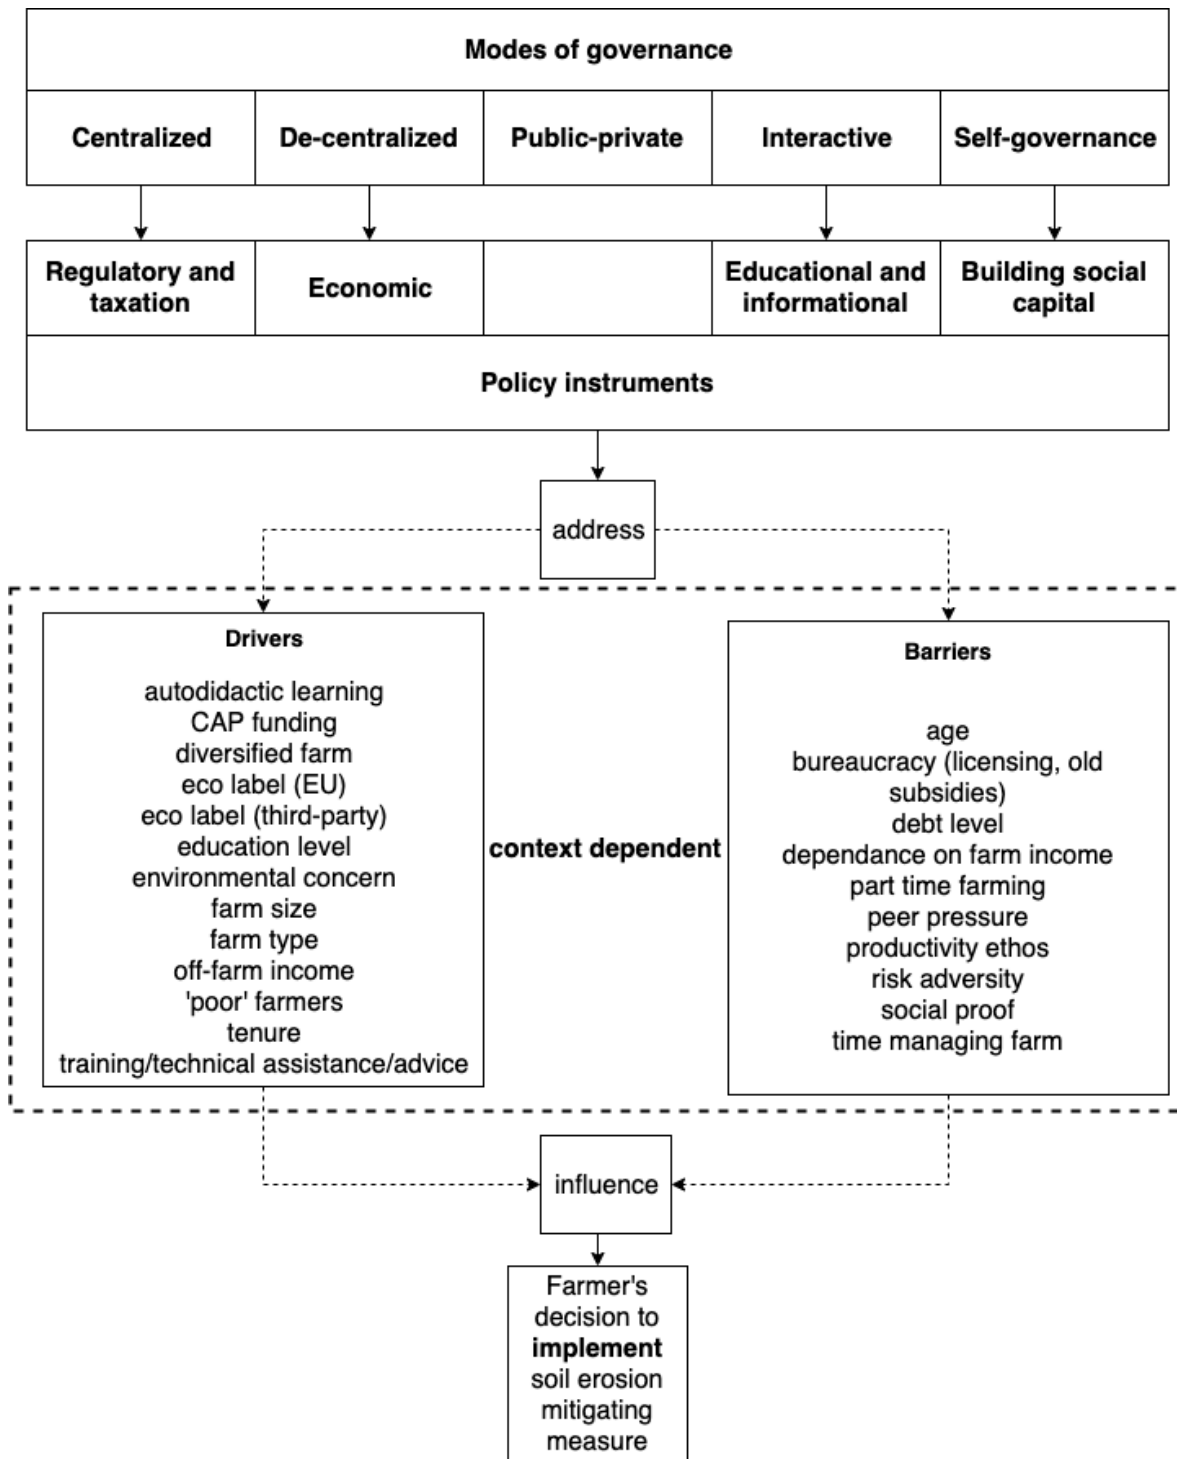 Modes of governance
Centralized
De-centralized
Public-private
Interactive
Self-governance
Regulatory and
taxation
Economic
Educational and
informational
Building social
capital
Policy instruments
address
Drivers
autodidactic learning
CAP funding
diversified farm
eco label (EU)
eco label (third-party)
education level
environmental concern
farm size
farm type
off-farm income
'poor' farmers
tenure
training/technical assistance/advice
context dependent
Barriers
age
bureaucracy (licensing, old
subsidies)
debt level
dependance on farm income
part time farming
peer pressure
productivity ethos
risk adversity
social proof
time managing farm
influence
Farmer's
decision to
implement
soil erosion
mitigating
measure